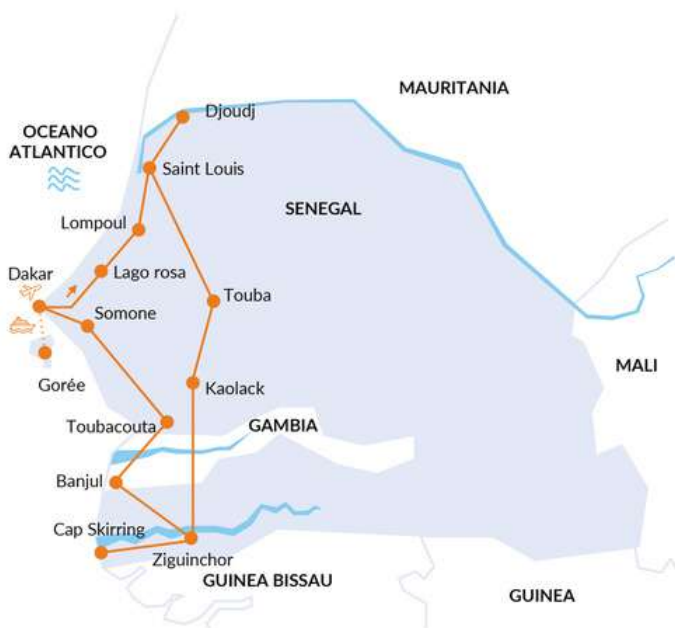 MAURITANIA
Djoudj
OCEANO
ATLANTICO
Saint Louis
SENEGAL
Lompoul
Dakar
Lago rosa
Touba
Somone
MALI
Gorée
Kaolack
Toubacouta
GAMBIA
Banjul
Cap Skirring
Ziguinchor
GUINEA BISSAU
GUINEA